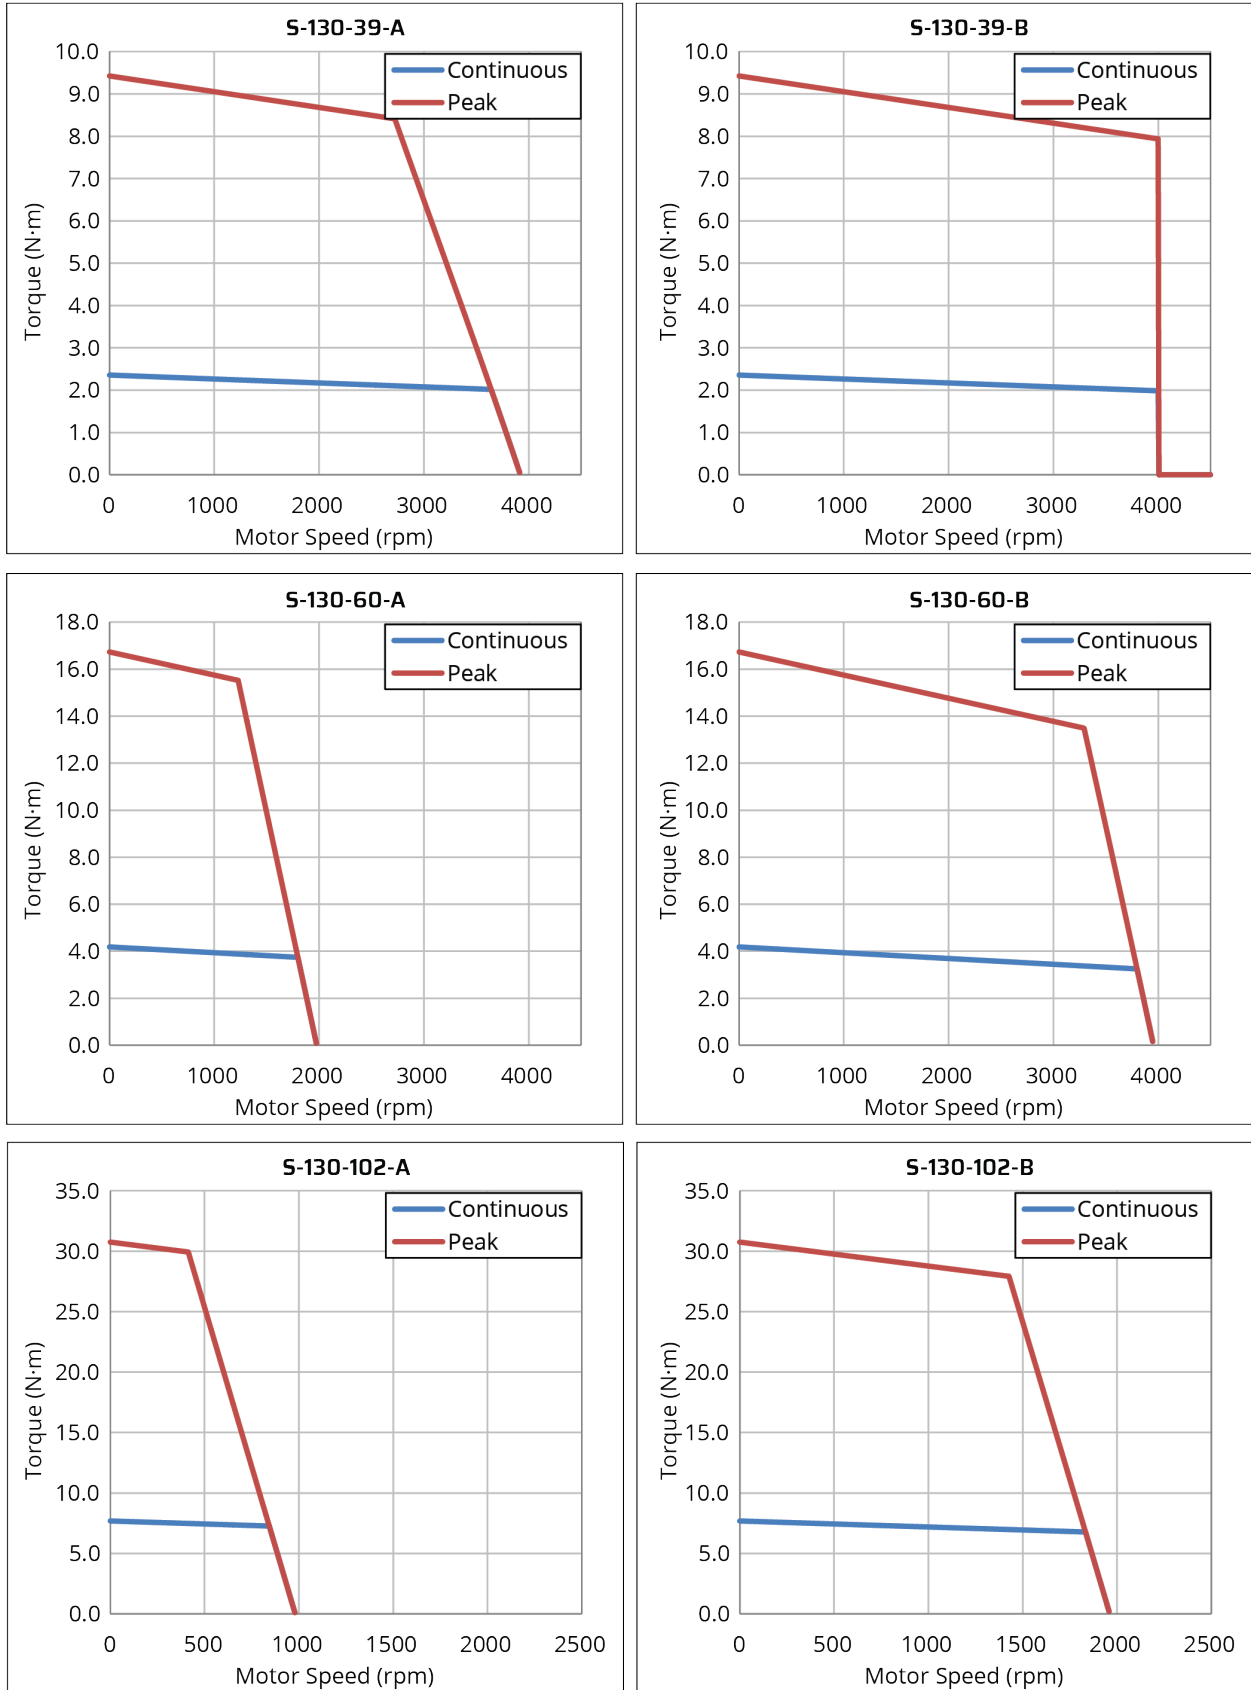 S-130-39-A
Continuous
Peak
10.0
9.0
8.0
7.0
6.0
5.0
4.0
3.0
2.0
1.0
0.0
Torque (N·m)
0 1000 2000 3000 4000
Motor Speed (rpm)
S-130-39-B
Continuous
Peak
10.0
9.0
8.0
7.0
6.0
5.0
4.0
3.0
2.0
1.0
0.0
Torque (N·m)
0 1000 2000 3000 4000
Motor Speed (rpm)
S-130-60-A
Continuous
Peak
18.0
16.0
14.0
12.0
10.0
8.0
6.0
4.0
2.0
0.0
Torque (N·m)
0 1000 2000 3000 4000
Motor Speed (rpm)
S-130-60-B
Continuous
Peak
18.0
16.0
14.0
12.0
10.0
8.0
6.0
4.0
2.0
0.0
Torque (N·m)
0 1000 2000 3000 4000
Motor Speed (rpm)
S-130-102-A
Continuous
Peak
35.0
30.0
25.0
20.0
15.0
10.0
5.0
0.0
Torque (N·m)
0 500 1000 1500 2000 2500
Motor Speed (rpm)
S-130-102-B
Continuous
Peak
35.0
30.0
25.0
20.0
15.0
10.0
5.0
0.0
Torque (N·m)
0 500 1000 1500 2000 2500
Motor Speed (rpm)